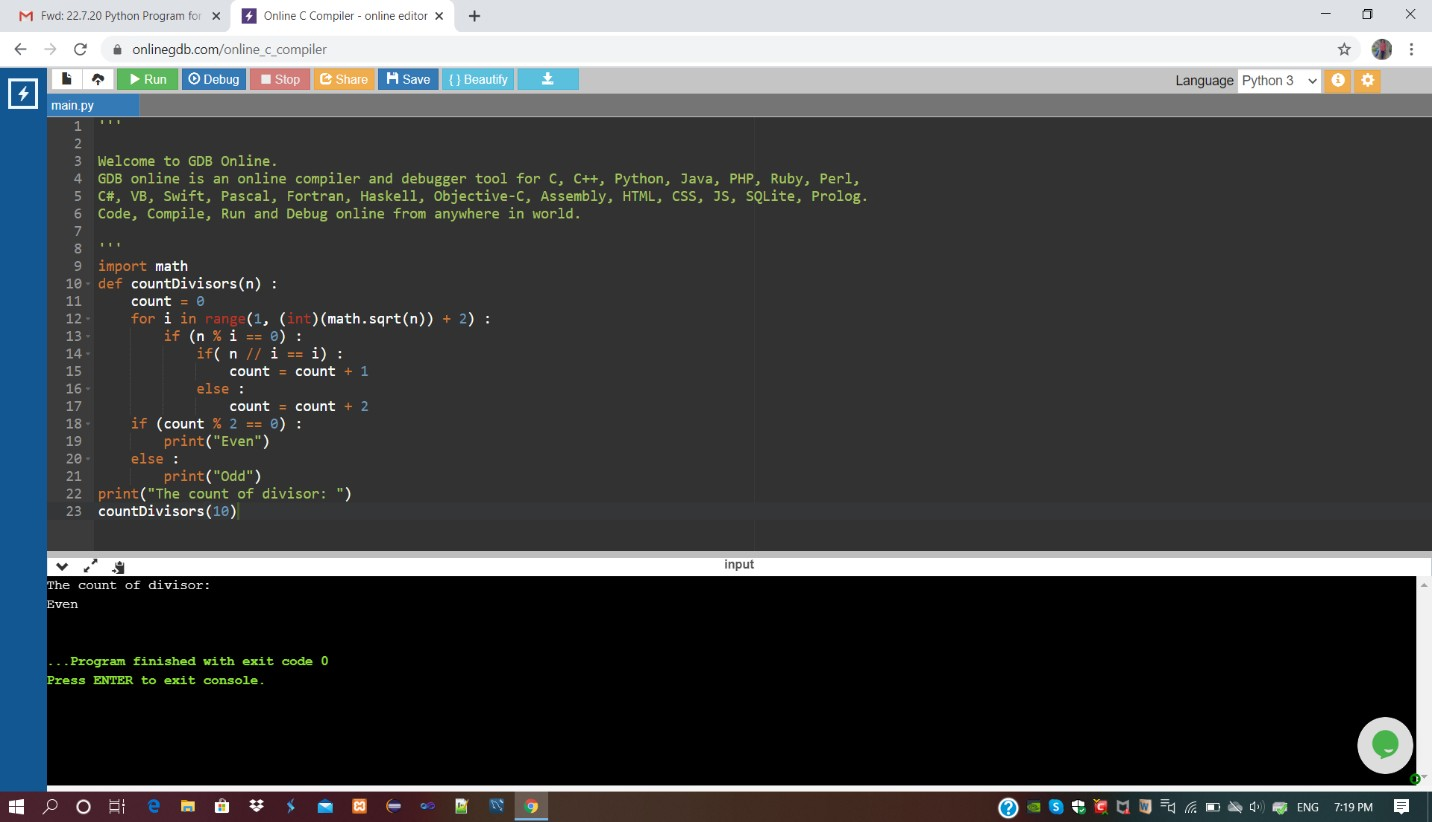 Fwd: 22.7.20 Python Program for
Online C Compiler - online editor
onlinegdb.com/online_c_compiler
Run Debug Stop Share Save { } Beautify Language Python 3
main.py
1 '''
2
3 Welcome to GDB Online.
4 GDB online is an online compiler and debugger tool for C, C++, Python, Java, PHP, Ruby, Perl,
5 C#, VB, Swift, Pascal, Fortran, Haskell, Objective-C, Assembly, HTML, CSS, JS, SQLite, Prolog.
6 Code, Compile, Run and Debug online from anywhere in world.
7
8 '''
9 import math
10 def countDivisors(n) :
11     count = 0
12     for i in range(1, (int)(math.sqrt(n)) + 2) :
13         if (n % i == 0) :
14             if( n // i == i) :
15                 count = count + 1
16             else :
17                 count = count + 2
18     if (count % 2 == 0) :
19         print("Even")
20     else :
21         print("Odd")
22 print("The count of divisor: ")
23 countDivisors(10)
input
The count of divisor:
Even
...Program finished with exit code 0
Press ENTER to exit console.
ENG 7:19 PM